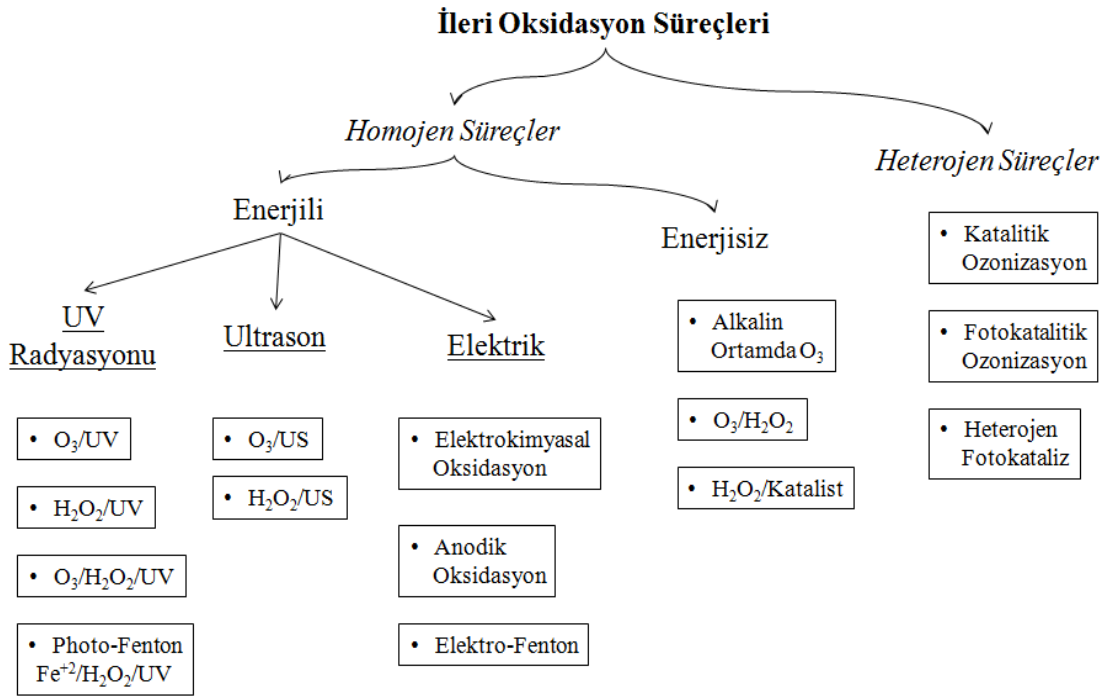 İleri Oksidasyon Süreçleri
Homojen Süreçler
Heterojen Süreçler
Enerjili
Enerjisiz
UV
Radyasyonu
Ultrason
Elektrik
• O₃/UV
• H₂O₂/UV
• O₃/H₂O₂/UV
• Photo-Fenton
Fe⁺²/H₂O₂/UV
• O₃/US
• H₂O₂/US
• Elektrokimyasal
Oksidasyon
• Anodik
Oksidasyon
• Elektro-Fenton
• Alkalin
Ortamda O₃
• O₃/H₂O₂
• H₂O₂/Katalist
• Katalitik
Ozonizasyon
• Fotokatalitik
Ozonizasyon
• Heterojen
Fotokataliz